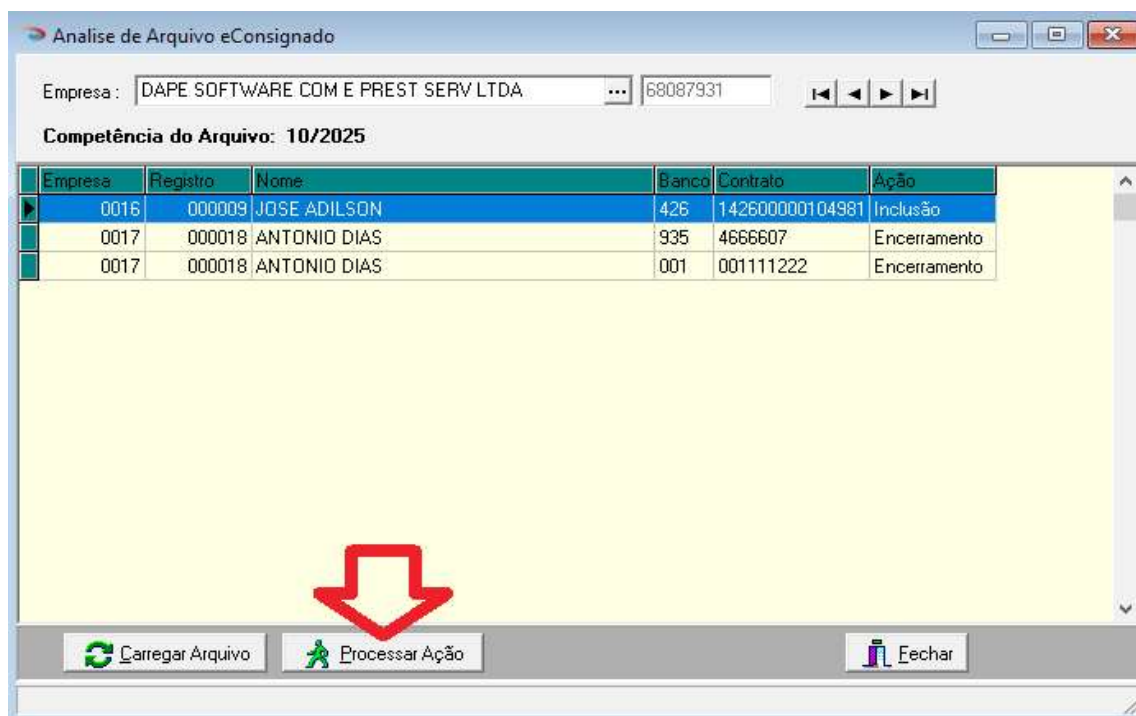 Analise de Arquivo eConsignado
Empresa : DAPE SOFTWARE COM E PREST SERV LTDA ... 68087931
Competência do Arquivo: 10/2025
Empresa Registro Nome Banco Contrato Ação
0016 000009 JOSE ADILSON 426 142600000104981 Inclusão
0017 000018 ANTONIO DIAS 935 4666607 Encerramento
0017 000018 ANTONIO DIAS 001 001111222 Encerramento
Carregar Arquivo Processar Ação Fechar